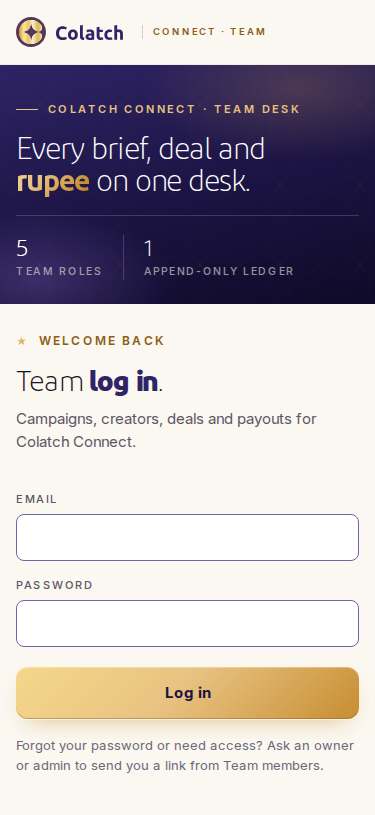 Colatch
CONNECT · TEAM
COLATCH CONNECT · TEAM DESK
Every brief, deal and
rupee on one desk.
5
TEAM ROLES
1
APPEND-ONLY LEDGER
★ WELCOME BACK
Team log in.
Campaigns, creators, deals and payouts for
Colatch Connect.
EMAIL
PASSWORD
Log in
Forgot your password or need access? Ask an owner
or admin to send you a link from Team members.